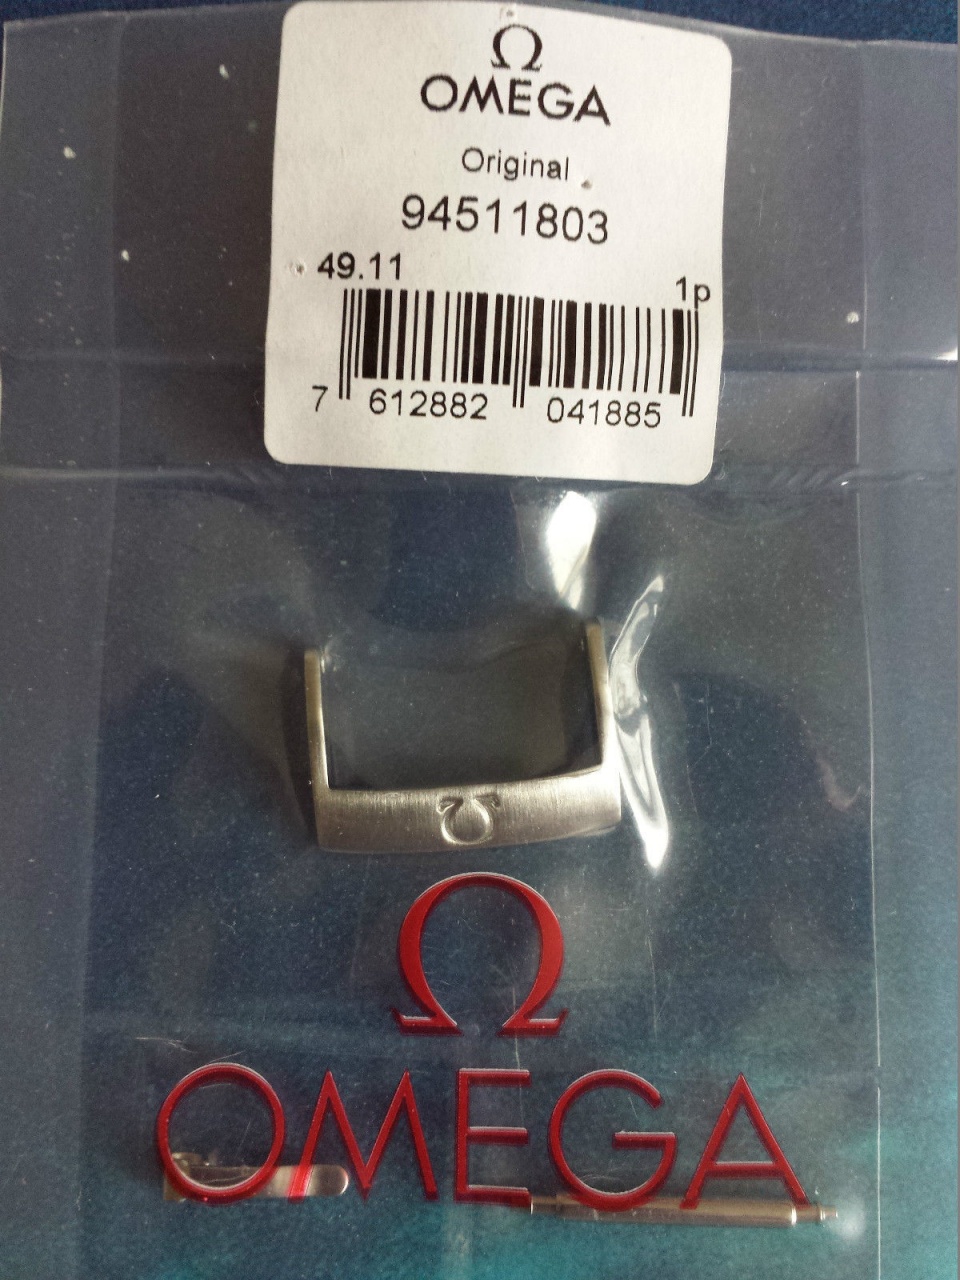 Ω
OMEGA
Original
94511803
49.11
1p
7 612882 041885
Ω
OMEGA